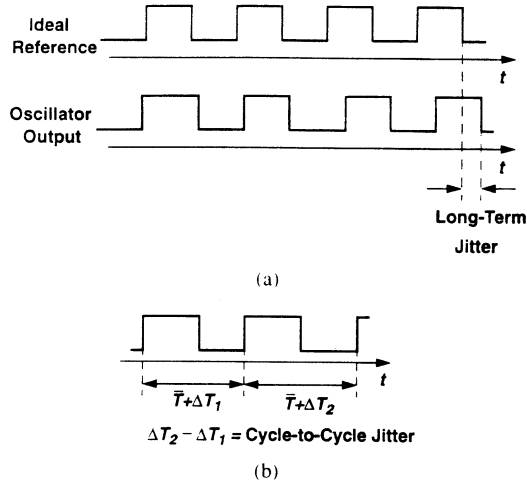 Ideal
Reference
t
Oscillator
Output
t
Long-Term
Jitter
(a)
t
T̄+ΔT₁
T̄+ΔT₂
ΔT₂ − ΔT₁ = Cycle-to-Cycle Jitter
(b)